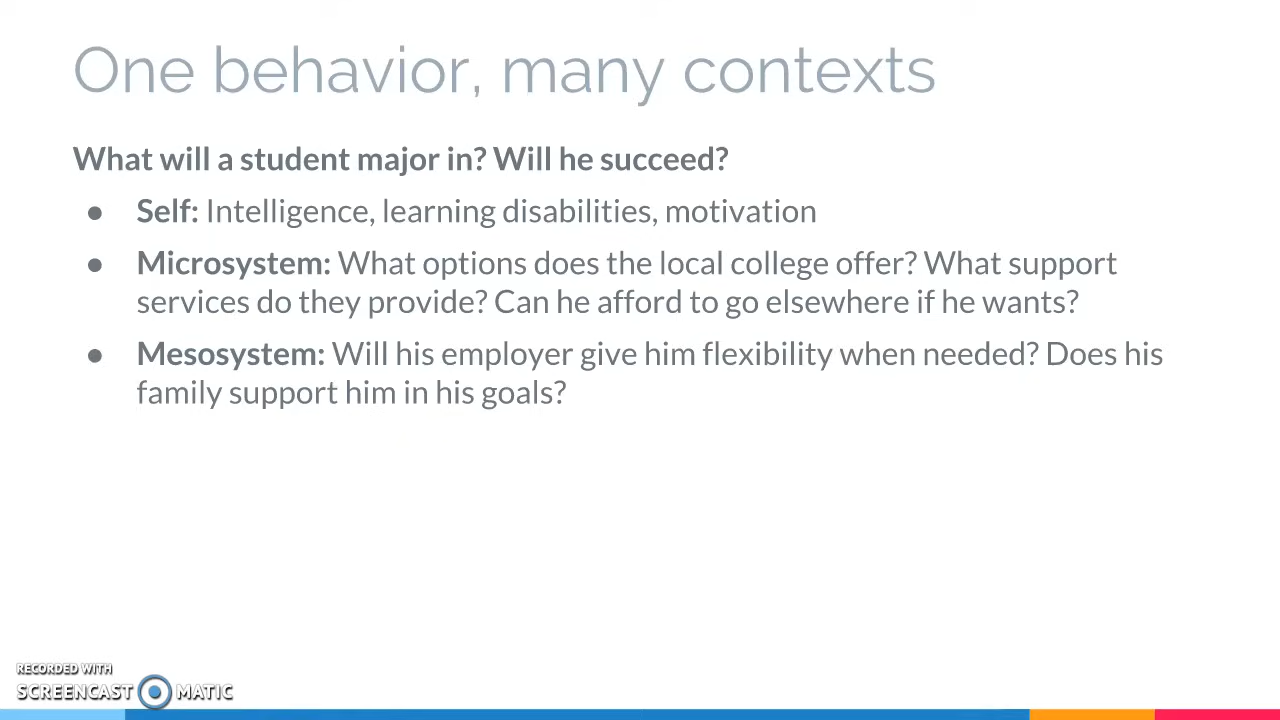 One behavior, many contexts
What will a student major in? Will he succeed?
● Self: Intelligence, learning disabilities, motivation
● Microsystem: What options does the local college offer? What support
services do they provide? Can he afford to go elsewhere if he wants?
● Mesosystem: Will his employer give him flexibility when needed? Does his
family support him in his goals?
RECORDED WITH
SCREENCAST MATIC